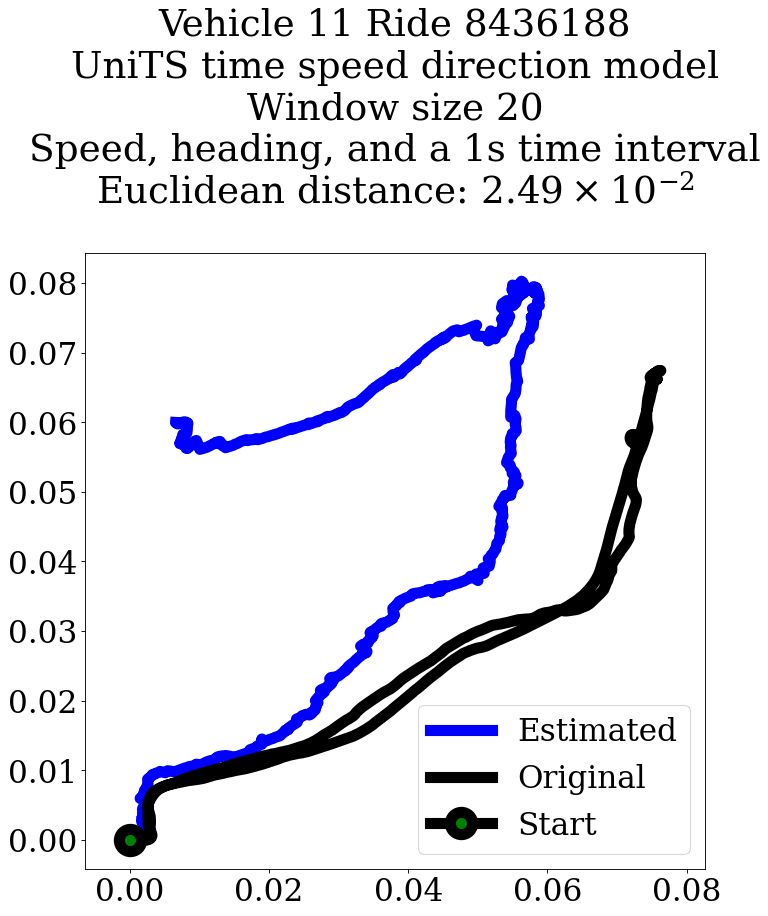 Vehicle 11 Ride 8436188
UniTS time speed direction model
Window size 20
Speed, heading, and a 1s time interval
Euclidean distance: 2.49 × 10⁻²
0.08
0.07
0.06
0.05
0.04
0.03
0.02
0.01
0.00
Estimated
Original
Start
0.00 0.02 0.04 0.06 0.08